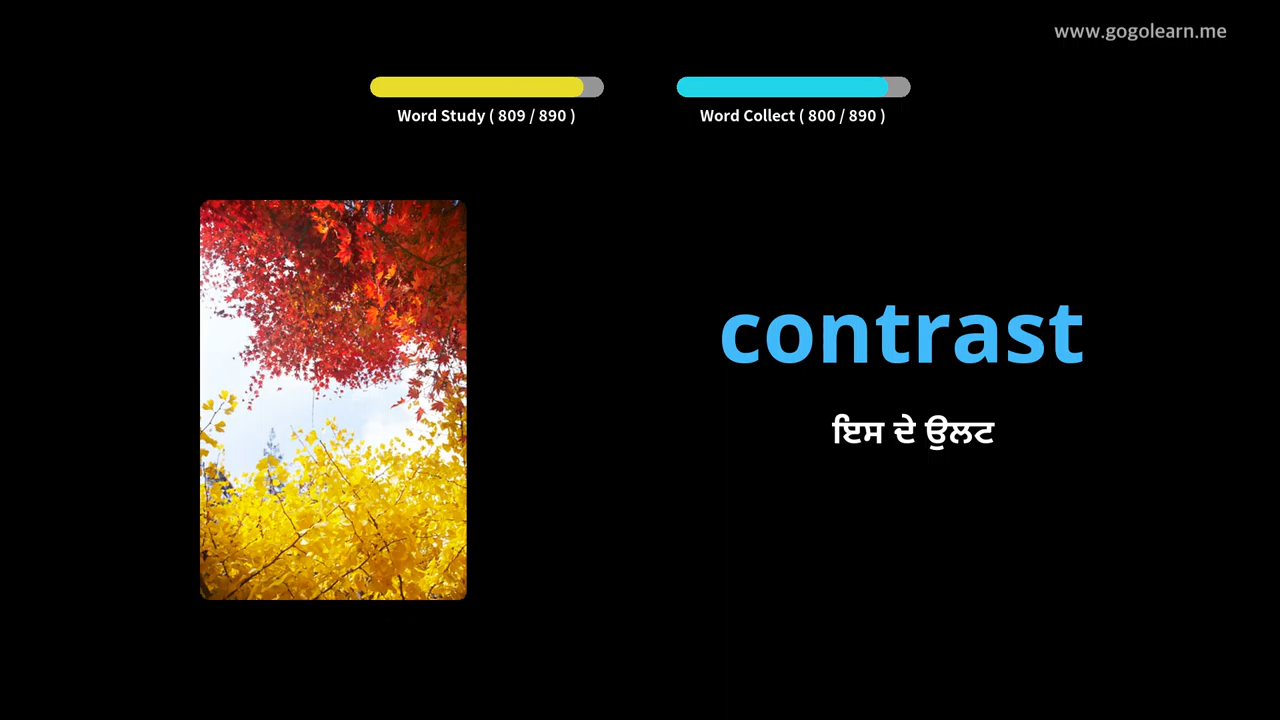 www.gogolearn.me
Word Study ( 809 / 890 )
Word Collect ( 800 / 890 )
contrast
ਇਸ ਦੇ ਉਲਟ